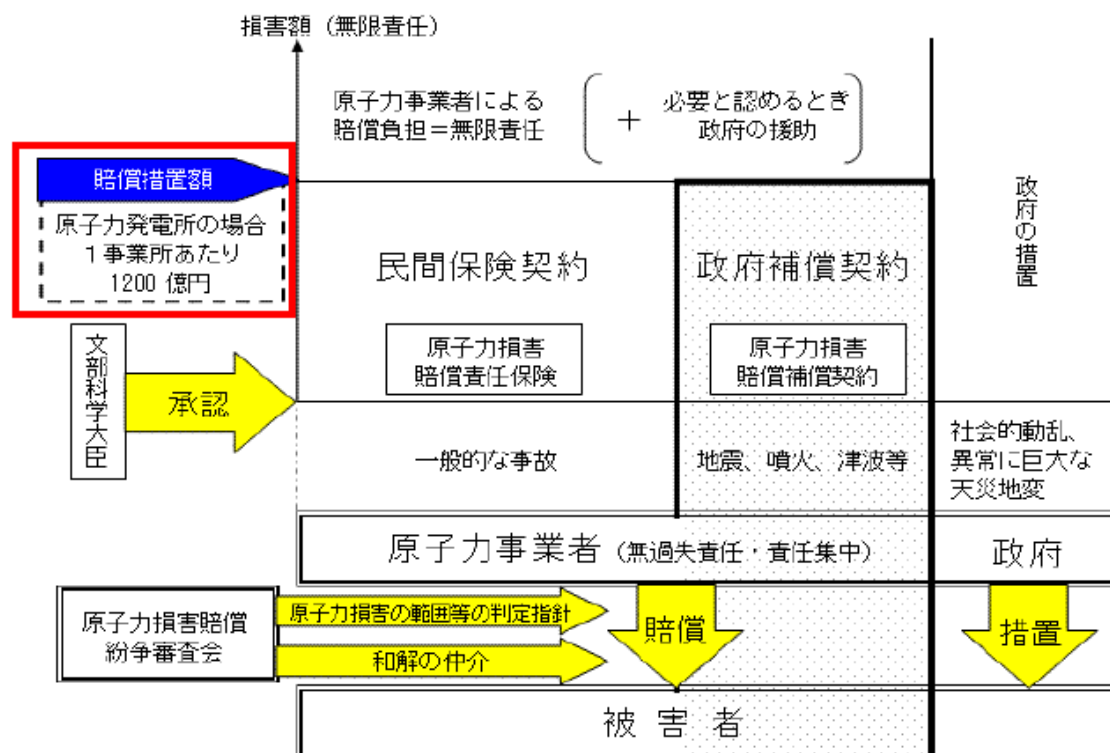 損害額（無限責任）
原子力事業者による
賠償負担＝無限責任
＋
必要と認めるとき
政府の援助
賠償措置額
原子力発電所の場合
１事業所あたり
1200 億円
民間保険契約
政府補償契約
政府の措置
原子力損害
賠償責任保険
原子力損害
賠償補償契約
文部科学大臣
承認
一般的な事故
地震、噴火、津波等
社会的動乱、
異常に巨大な
天災地変
原子力事業者（無過失責任・責任集中）
政府
原子力損害賠償
紛争審査会
原子力損害の範囲等の判定指針
和解の仲介
賠償
措置
被害者